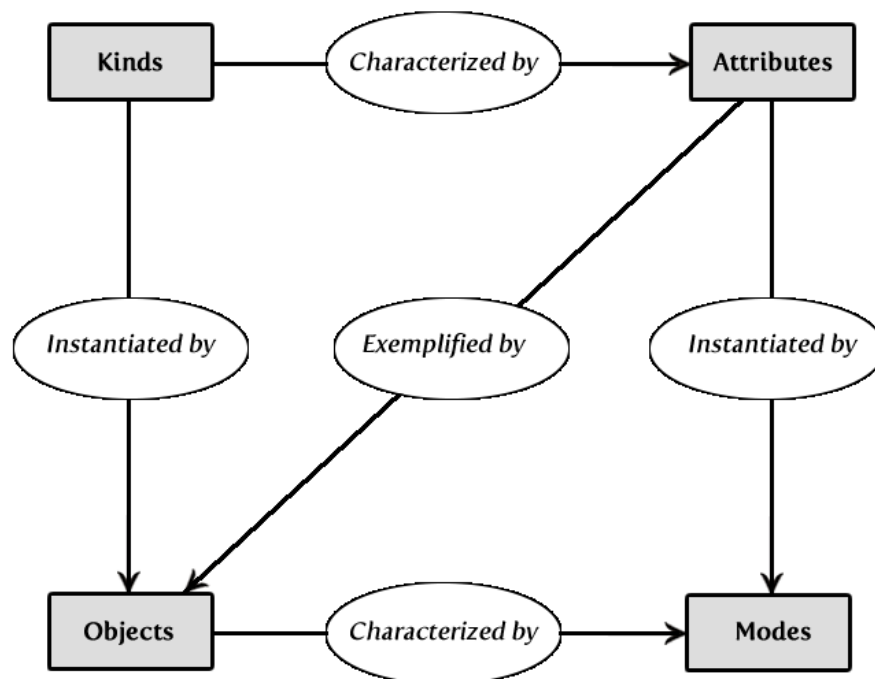 Kinds
Characterized by
Attributes
Instantiated by
Exemplified by
Instantiated by
Objects
Characterized by
Modes